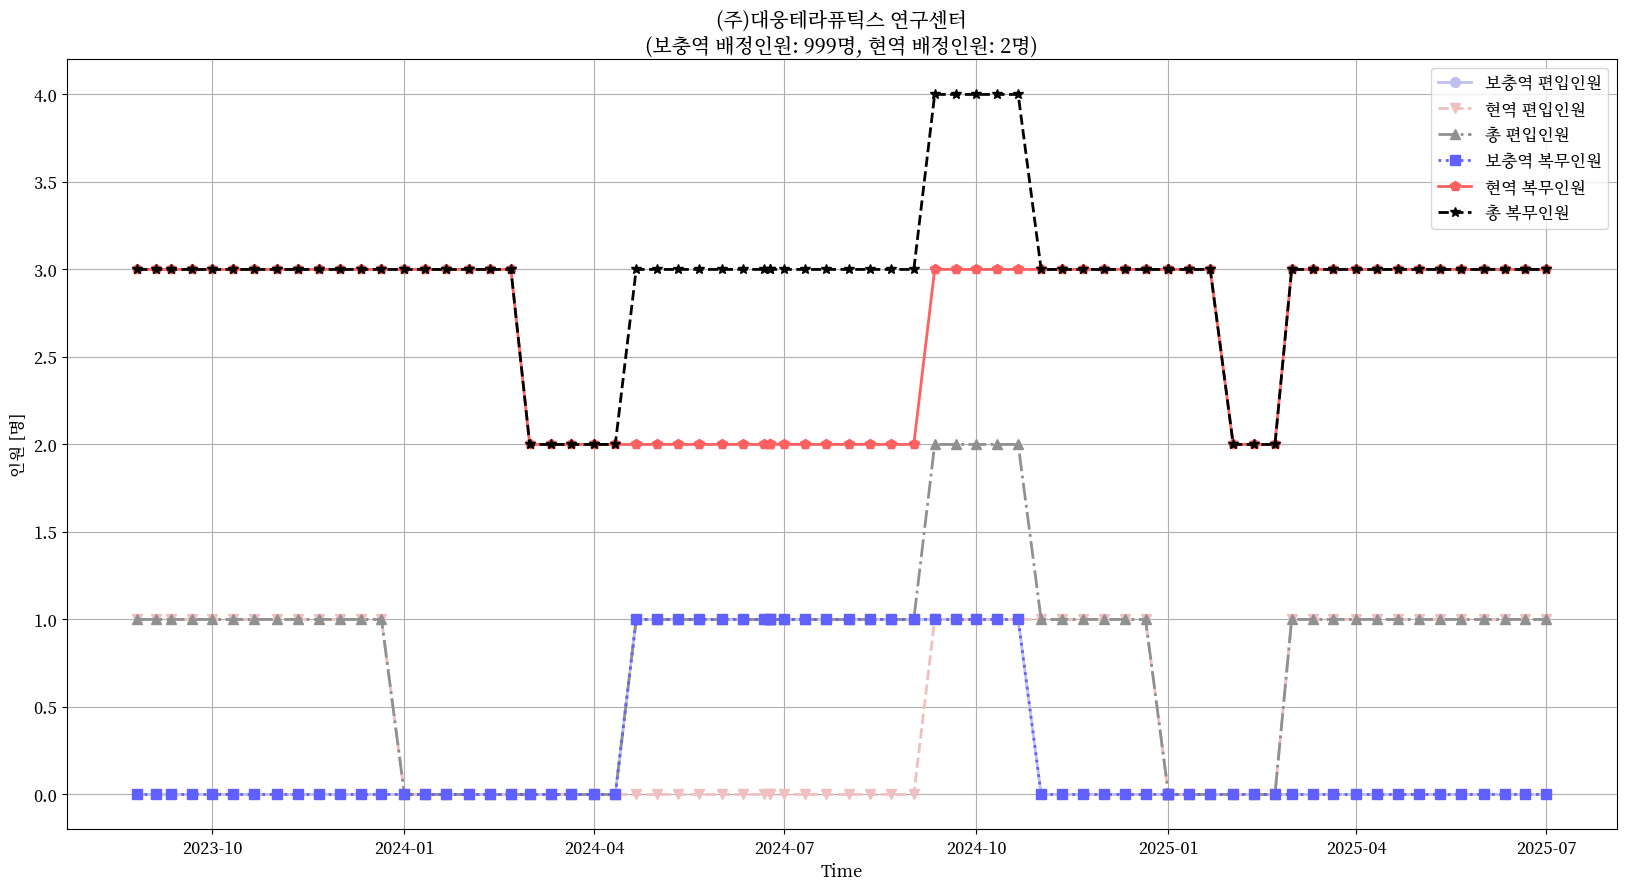 (주)대웅테라퓨틱스 연구센터
(보충역 배정인원: 999명, 현역 배정인원: 2명)
보충역 편입인원
현역 편입인원
총 편입인원
보충역 복무인원
현역 복무인원
총 복무인원
인원 [명]
4.0
3.5
3.0
2.5
2.0
1.5
1.0
0.5
0.0
2023-10 2024-01 2024-04 2024-07 2024-10 2025-01 2025-04 2025-07
Time